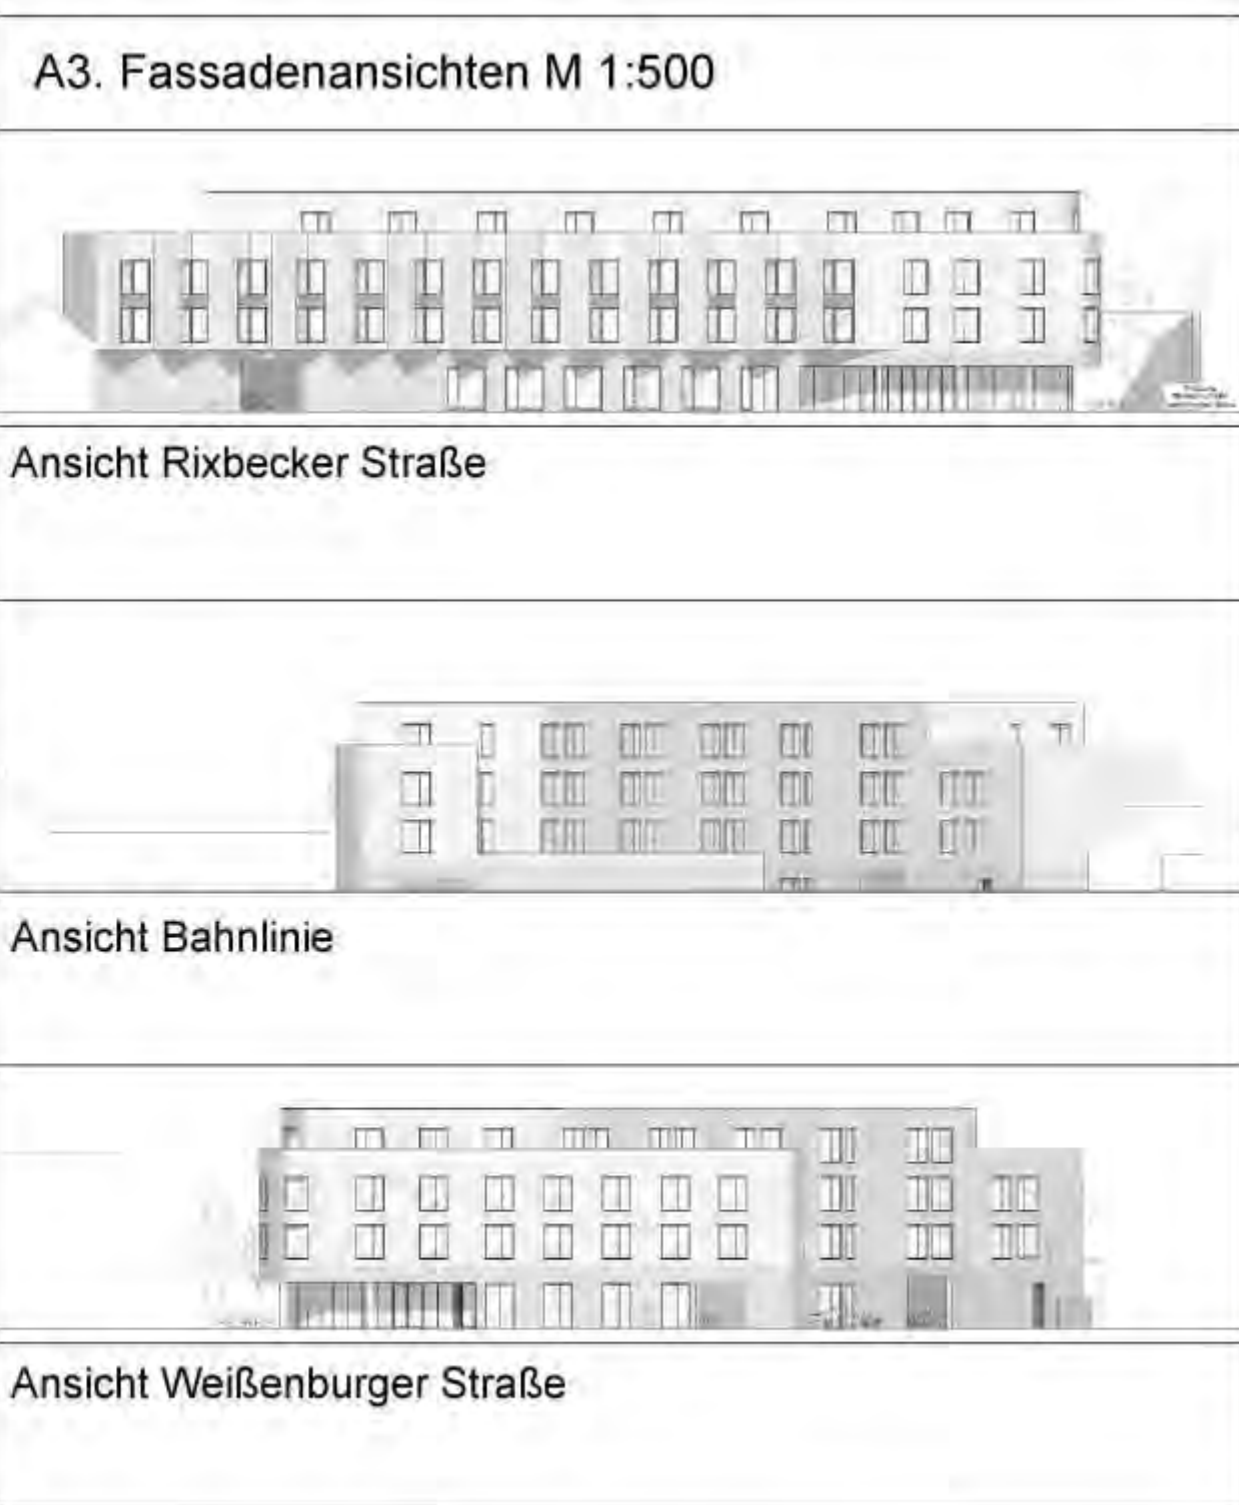 A3. Fassadenansichten M 1:500
Ansicht Rixbecker Straße
Ansicht Bahnlinie
Ansicht Weißenburger Straße